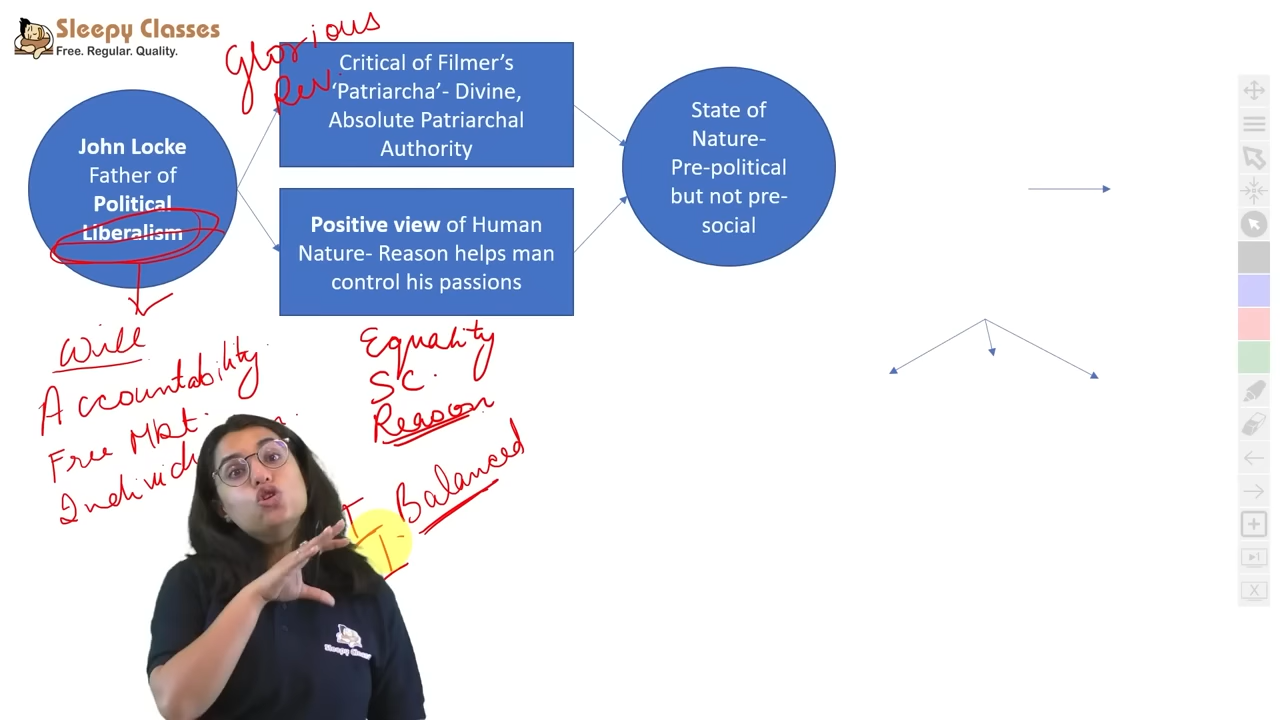 Sleepy Classes
Free. Regular. Quality.
Glorious
Rev.
John Locke
Father of
Political
Liberalism
Critical of Filmer’s
‘Patriarcha’- Divine,
Absolute Patriarchal
Authority
Positive view of Human
Nature- Reason helps man
control his passions
State of
Nature-
Pre-political
but not pre-
social
Will
Accountability.
Free Mkt.
Equality
SC.
Reason
Balanced
Sleepy Classes